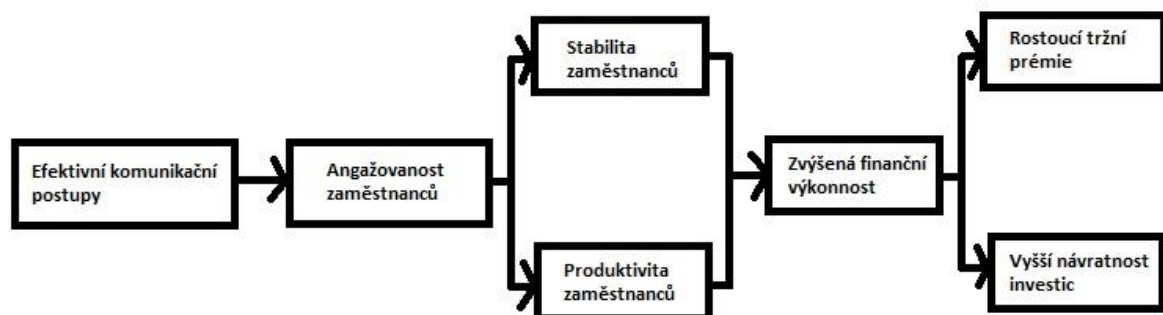 Efektivní komunikační
postupy
Angažovanost
zaměstnanců
Stabilita
zaměstnanců
Produktivita
zaměstnanců
Zvýšená finanční
výkonnost
Rostoucí tržní
prémie
Vyšší návratnost
investic